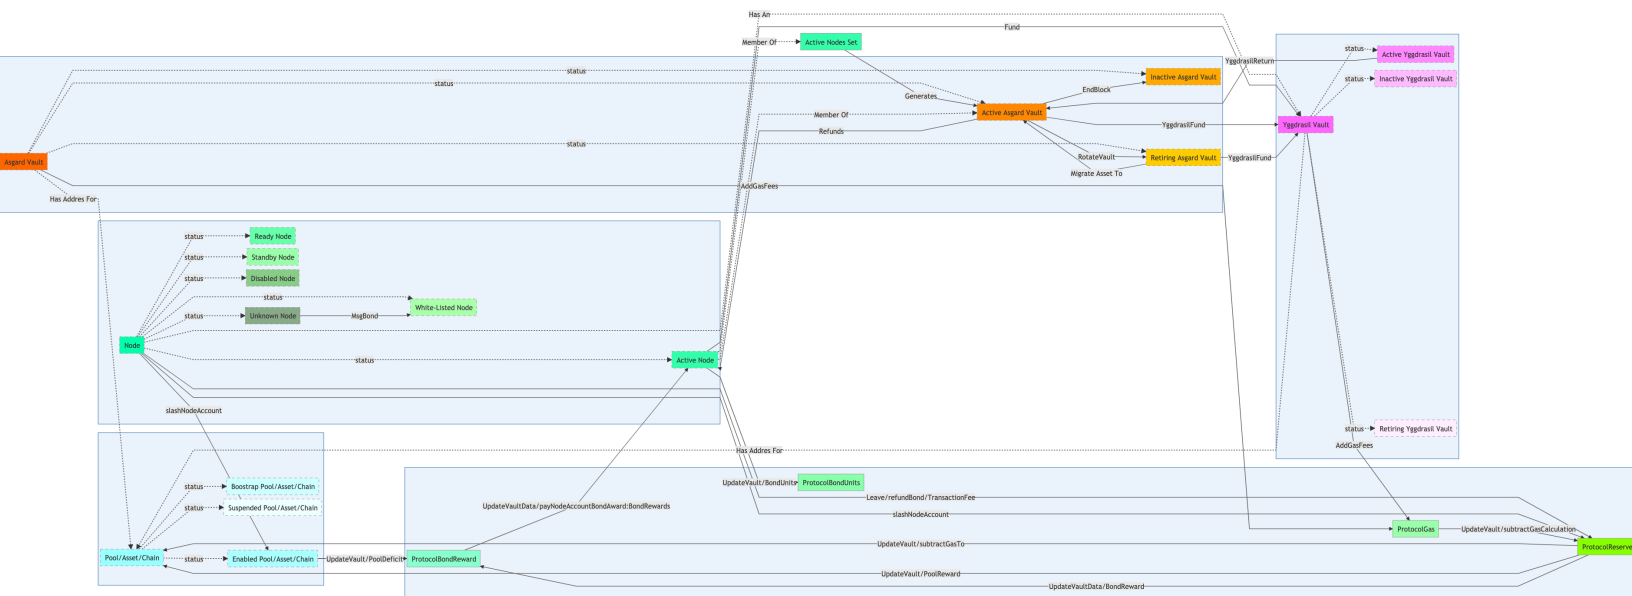 Has An
Fund
Member Of
Active Nodes Set
status
Active Yggdrasil Vault
YggdrasilReturn
status
Inactive Asgard Vault
status
Inactive Yggdrasil Vault
status
EndBlock
Generates
Active Asgard Vault
Member Of
YggdrasilFund
Yggdrasil Vault
Refunds
status
RotateVault
Retiring Asgard Vault
YggdrasilFund
Asgard Vault
Migrate Asset To
AddGasFees
Has Addres For
status
Ready Node
status
Standby Node
status
Disabled Node
status
White-Listed Node
status
Unknown Node
MsgBond
Node
status
Active Node
slashNodeAccount
status
Retiring Yggdrasil Vault
AddGasFees
Has Addres For
UpdateVault/BondUnits
ProtocolBondUnits
status
Boostrap Pool/Asset/Chain
Leave/refundBond/TransactionFee
status
Suspended Pool/Asset/Chain
UpdateVaultData/payNodeAccountBondAward:BondRewards
slashNodeAccount
ProtocolGas
UpdateVault/subtractGasCalculation
UpdateVault/subtractGasTo
ProtocolReserve
Pool/Asset/Chain
status
Enabled Pool/Asset/Chain
UpdateVault/PoolDeficit
ProtocolBondReward
UpdateVault/PoolReward
UpdateVaultData/BondReward